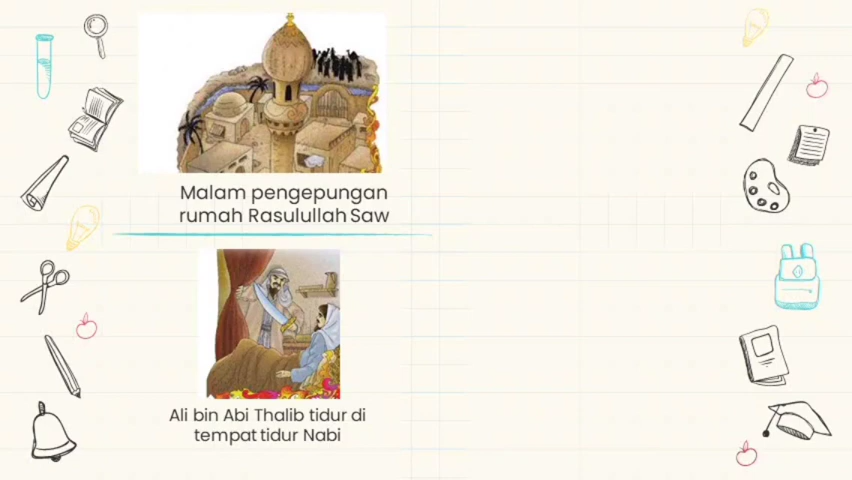 Malam pengepungan
rumah Rasulullah Saw
Ali bin Abi Thalib tidur di
tempat tidur Nabi